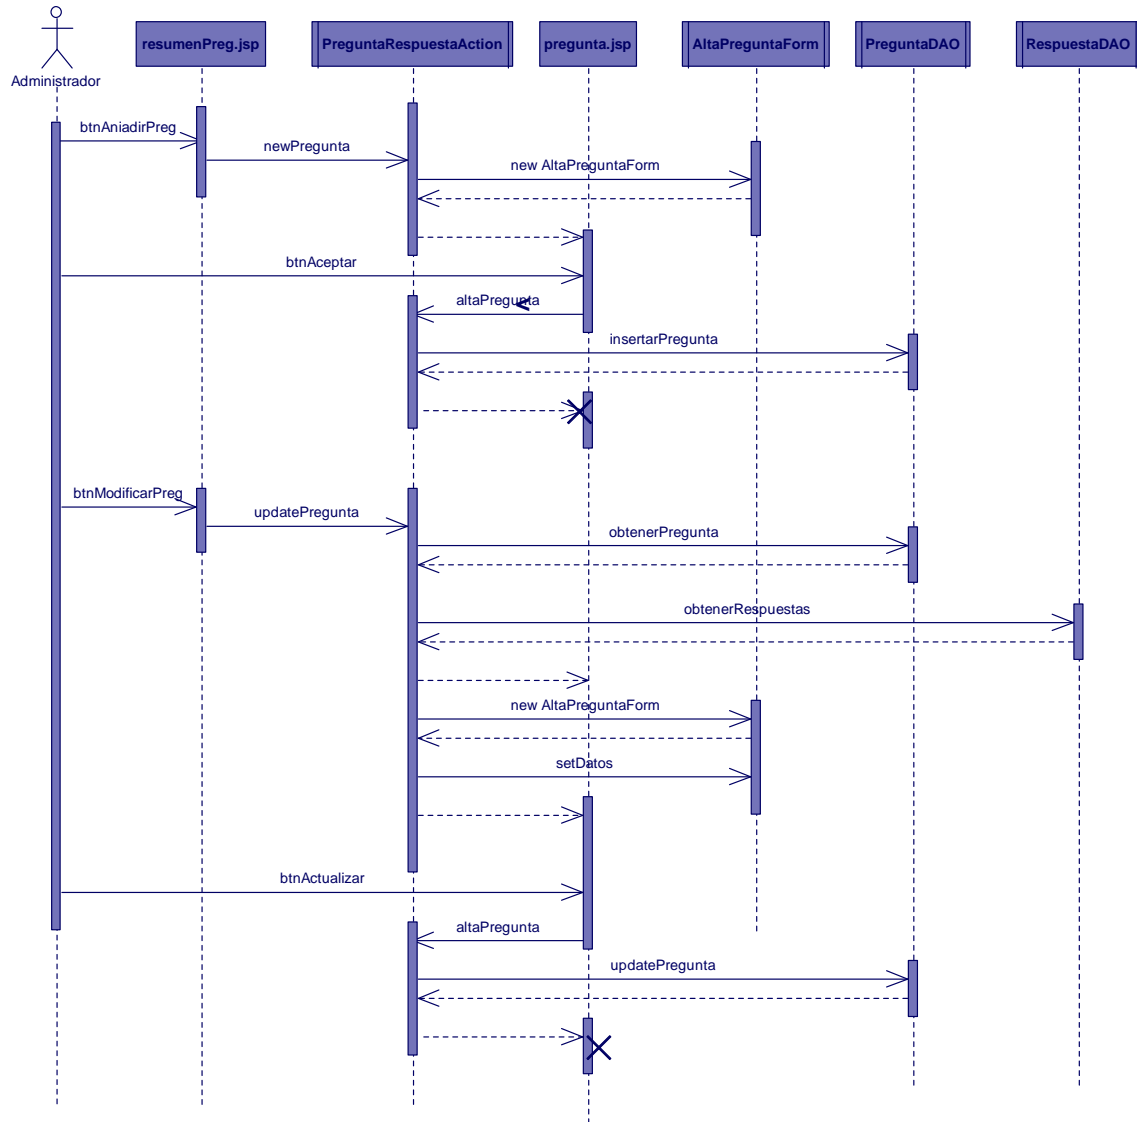 resumenPreg.jsp
PreguntaRespuestaAction
pregunta.jsp
AltaPreguntaForm
PreguntaDAO
RespuestaDAO
Administrador
btnAniadirPreg
newPregunta
new AltaPreguntaForm
btnAceptar
altaPregunta
insertarPregunta
btnModificarPreg
updatePregunta
obtenerPregunta
obtenerRespuestas
new AltaPreguntaForm
setDatos
btnActualizar
altaPregunta
updatePregunta